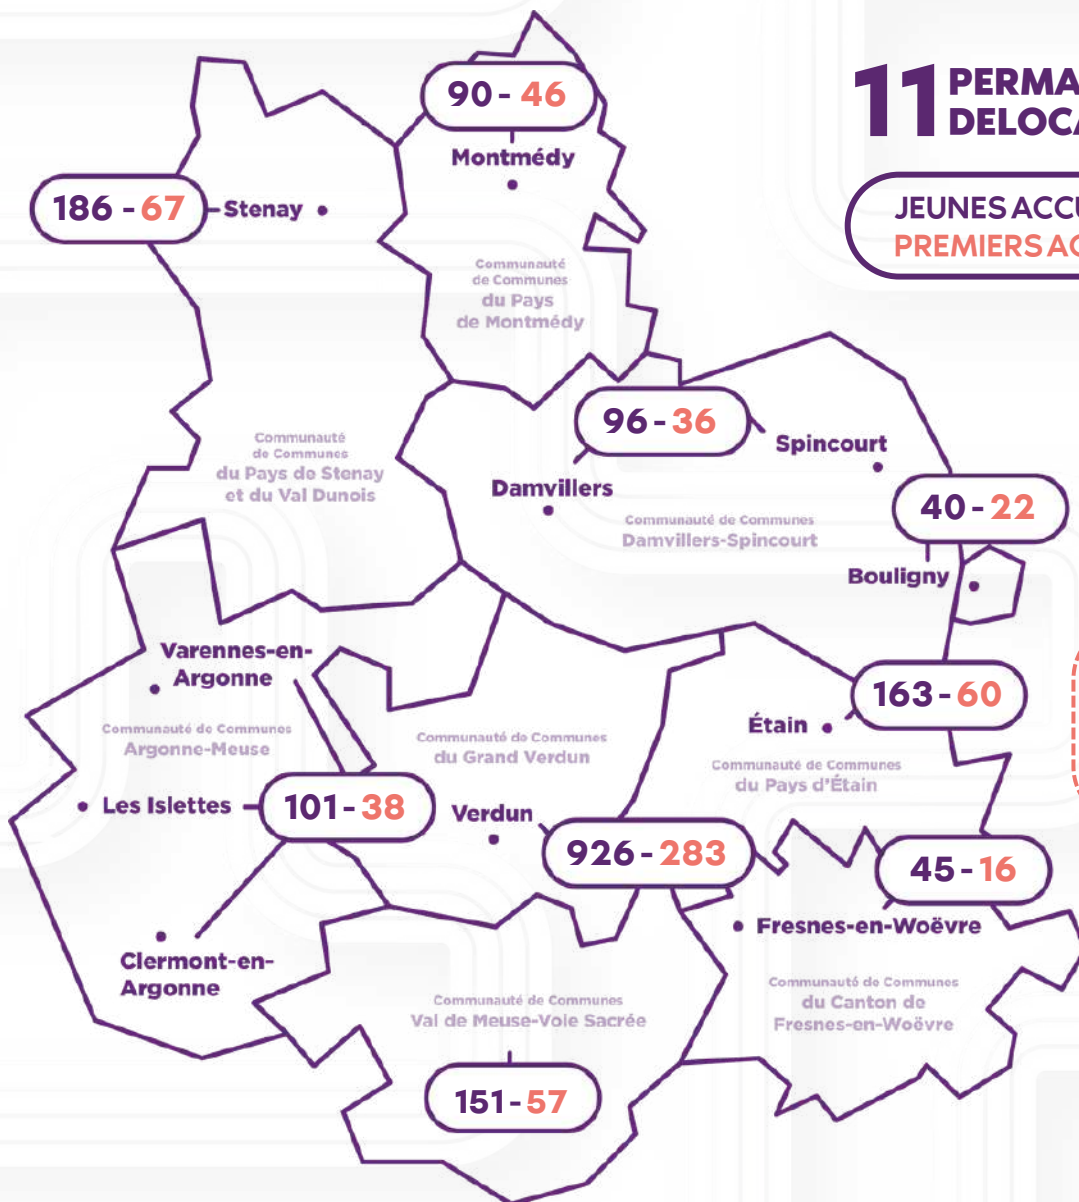 11 PERMA
DELOCA
JEUNES ACCU
PREMIERS AC
90 - 46
Montmédy
186 - 67
Stenay
Communauté
de Communes
du Pays
de Montmédy
96 - 36
Spincourt
Damvillers
Communauté
de Communes
du Pays de Stenay
et du Val Dunois
40 - 22
Communauté de Communes
Damvillers-Spincourt
Bouligny
Varennes-en-
Argonne
163 - 60
Étain
Communauté de Communes
Argonne-Meuse
Communauté de Communes
du Grand Verdun
Communauté de Communes
du Pays d'Étain
Les Islettes
101 - 38
Verdun
926 - 283
45 - 16
Fresnes-en-Woëvre
Clermont-en-
Argonne
Communauté de Communes
du Canton de
Fresnes-en-Woëvre
Communauté de Communes
Val de Meuse-Voie Sacrée
151 - 57